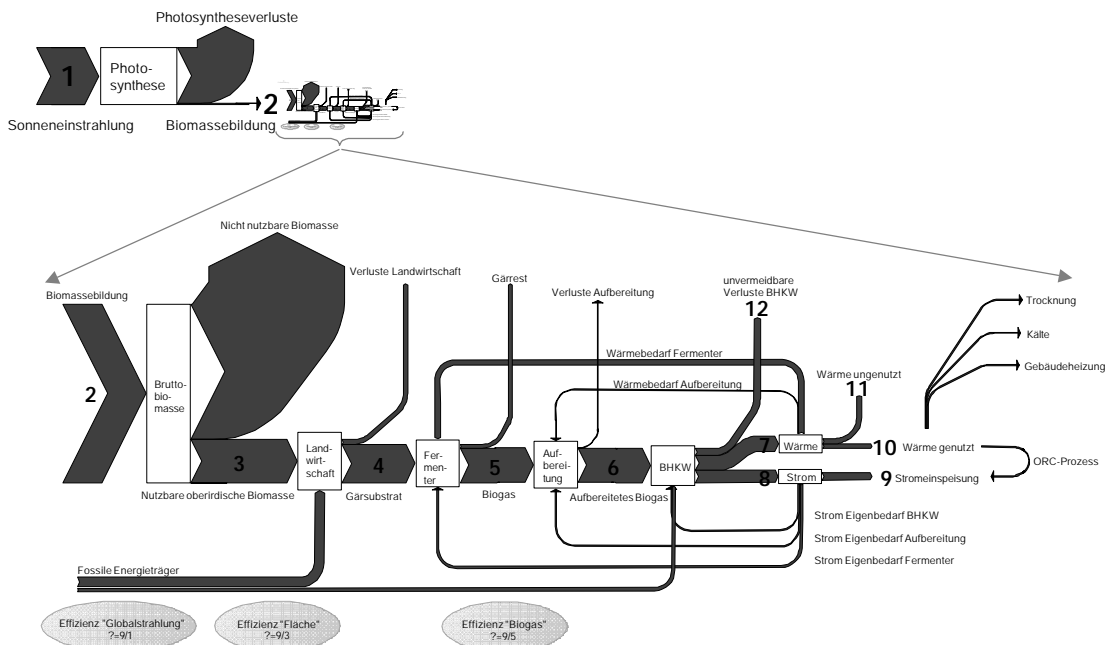 Photosyntheseverluste
1
Photo-
synthese
2
Sonneneinstrahlung
Biomassebildung
Nicht nutzbare Biomasse
Verluste Landwirtschaft
Gärrest
Verluste Aufbereitung
unvermeidbare
Verluste BHKW
12
Biomassebildung
Trocknung
Kälte
Gebäudeheizung
Wärmebedarf Fermenter
Wärmebedarf Aufbereitung
Wärme ungenutzt
11
2
Brutto-
bio-
masse
3
Land-
wirt-
schaft
4
Fer-
men-
ter
5
Auf-
berei-
tung
6
BHKW
7
Wärme
10
Wärme genutzt
ORC-Prozess
8
Strom
9
Stromeinspeisung
Nutzbare oberirdische Biomasse
Gärsubstrat
Biogas
Aufbereitetes Biogas
Strom Eigenbedarf BHKW
Strom Eigenbedarf Aufbereitung
Strom Eigenbedarf Fermenter
Fossile Energieträger
Effizienz "Globalstrahlung"
?=9/1
Effizienz "Fläche"
?=9/3
Effizienz "Biogas"
?=9/5